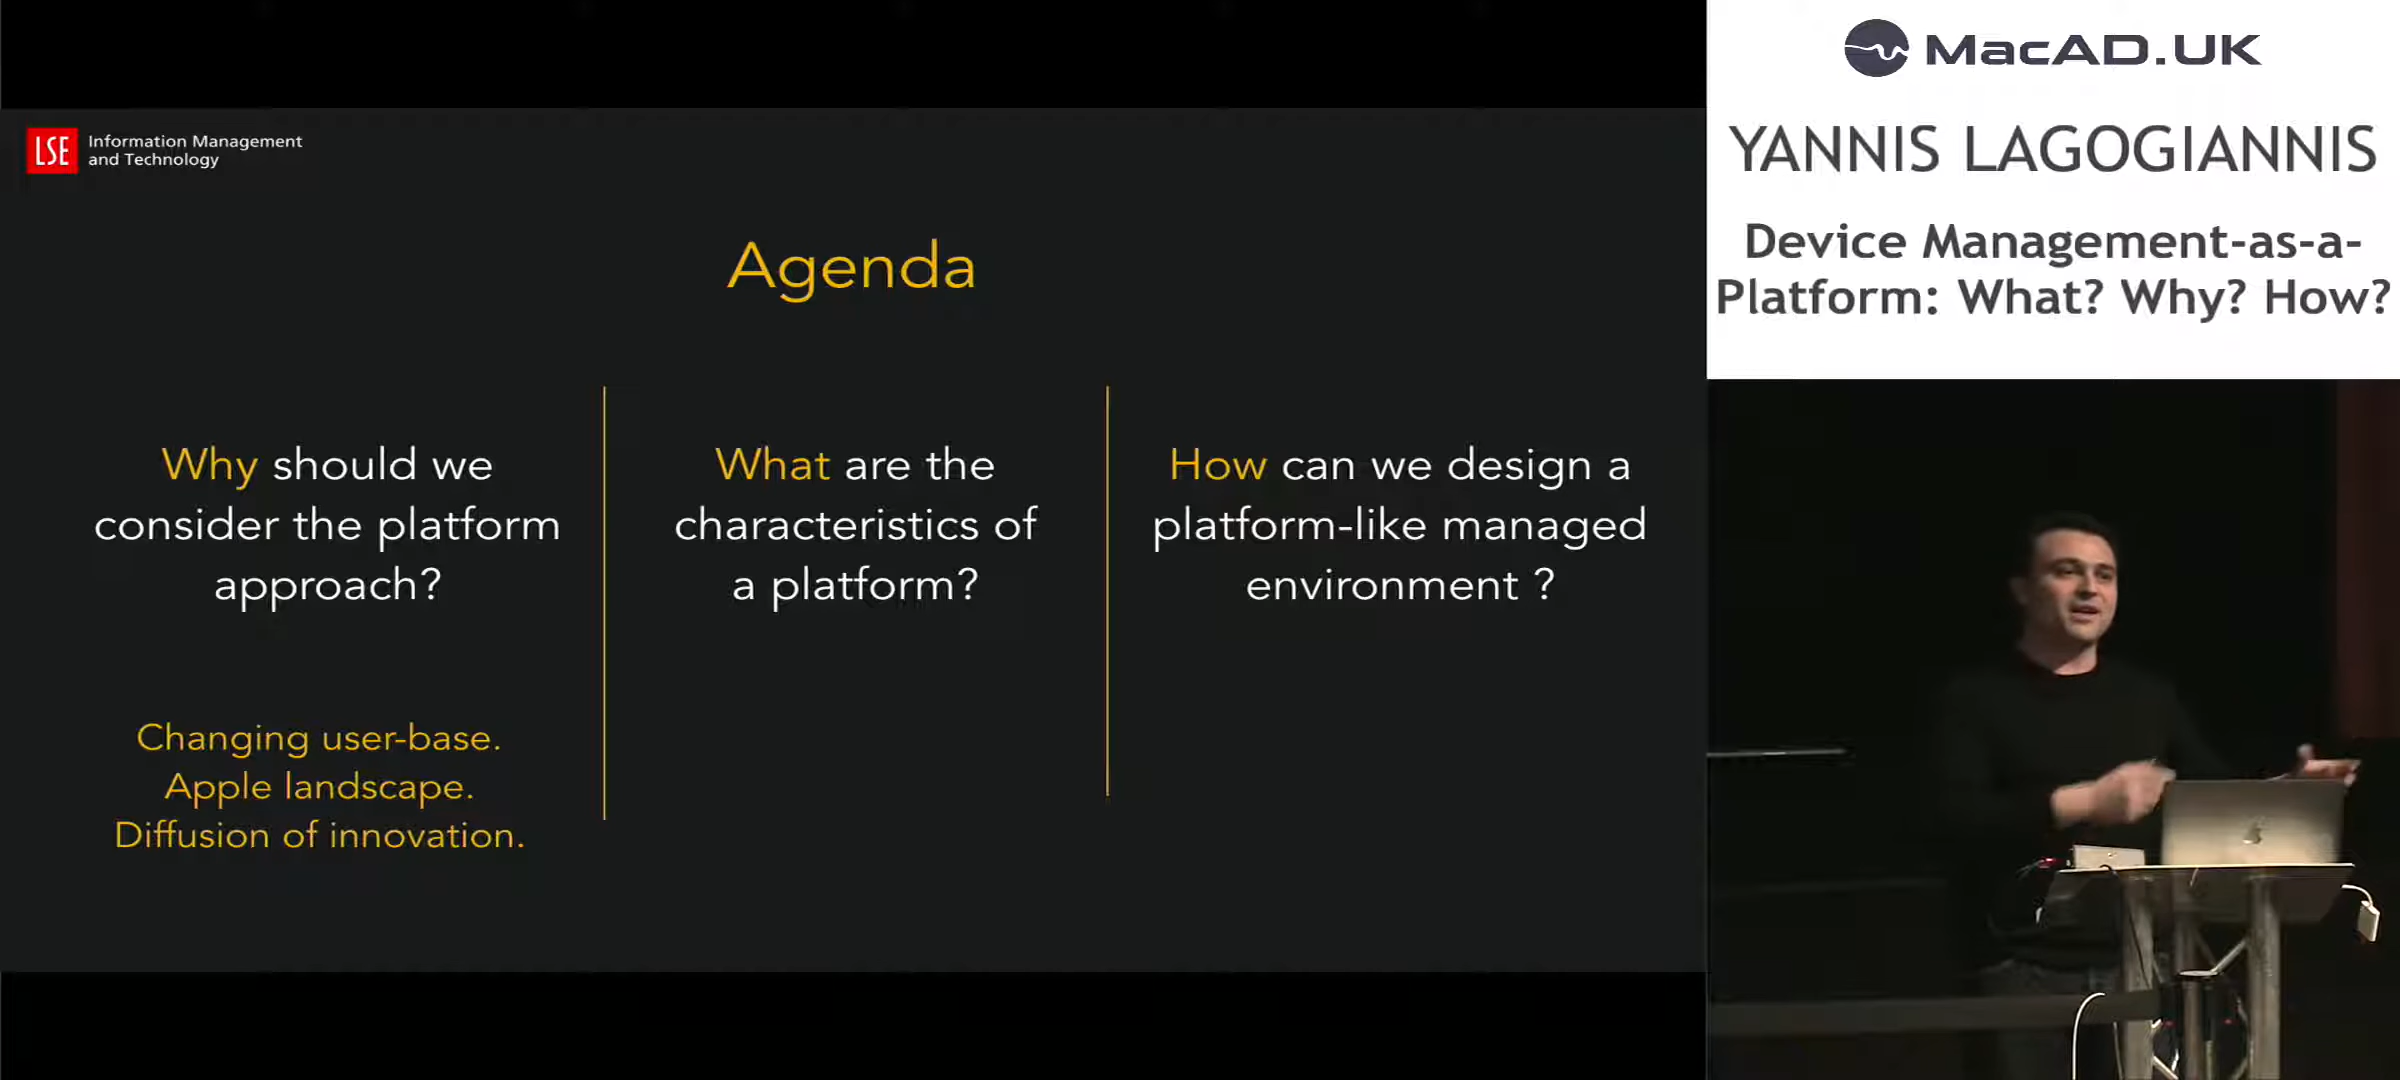 LSE
Information Management
and Technology
Agenda
Why should we
consider the platform
approach?
Changing user-base.
Apple landscape.
Diffusion of innovation.
What are the
characteristics of
a platform?
How can we design a
platform-like managed
environment ?
MacAD.UK
YANNIS LAGOGIANNIS
Device Management-as-a-
Platform: What? Why? How?